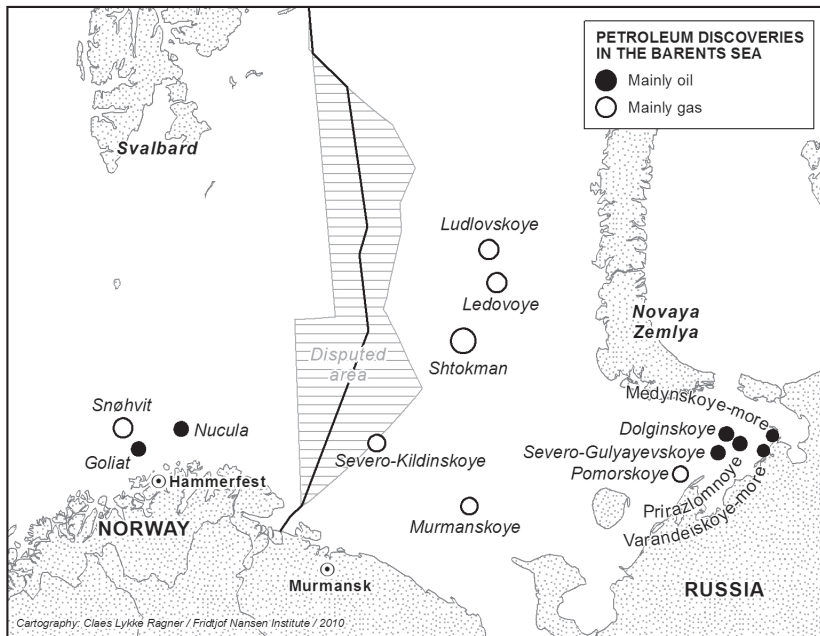 PETROLEUM DISCOVERIES
IN THE BARENTS SEA
Mainly oil
Mainly gas
Svalbard
Ludlovskoye
Ledovoye
Novaya
Zemlya
Disputed
area
Shtokman
Medynskoye-more
Snøhvit
Nucula
Goliat
Dolginskoye
Severo-Gulyayevskoye
Severo-Kildinskoye
Pomorskoye
Prirazlomnoye
Varandeiskoye-more
Hammerfest
NORWAY
Murmanskoye
Murmansk
RUSSIA
Cartography: Claes Lykke Ragner / Fridtjof Nansen Institute / 2010